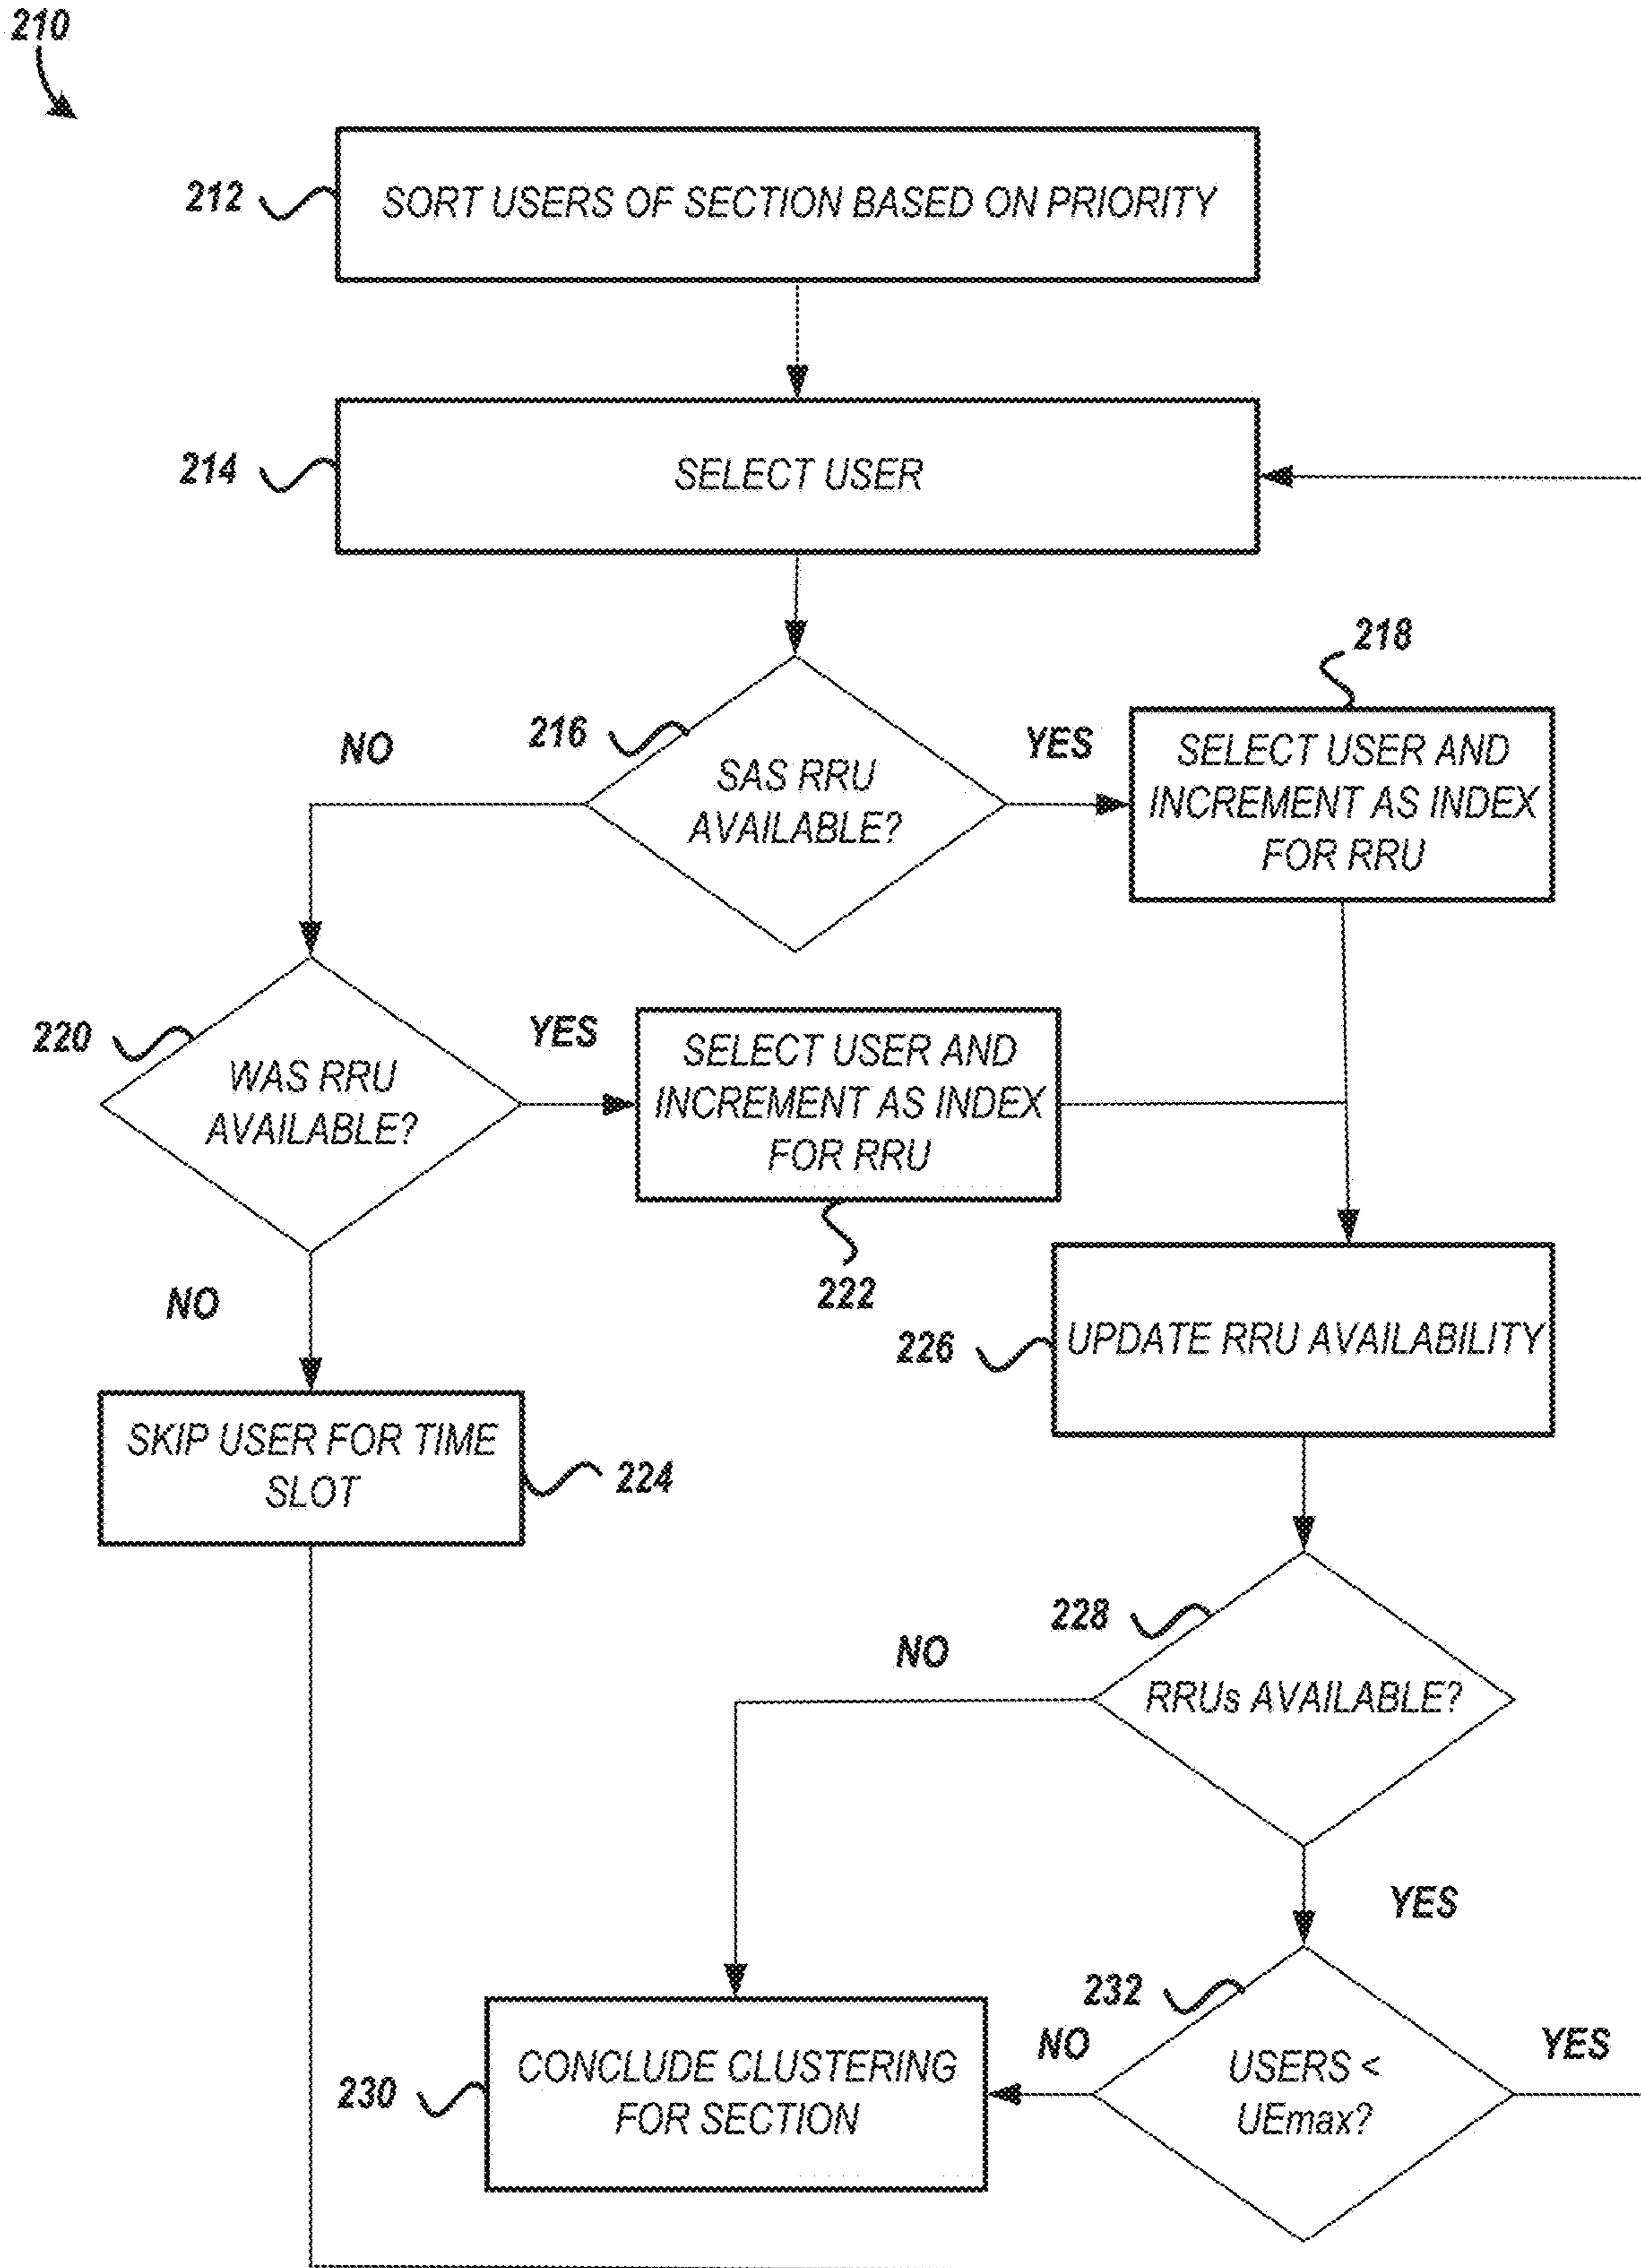 210
212
SORT USERS OF SECTION BASED ON PRIORITY
214
SELECT USER
216
NO
YES
SAS RRU
AVAILABLE?
218
SELECT USER AND
INCREMENT AS INDEX
FOR RRU
220
WAS RRU
AVAILABLE?
YES
SELECT USER AND
INCREMENT AS INDEX
FOR RRU
222
NO
SKIP USER FOR TIME
SLOT
224
226
UPDATE RRU AVAILABILITY
228
NO
RRUs AVAILABLE?
YES
232
NO
USERS <
UEmax?
YES
230
CONCLUDE CLUSTERING
FOR SECTION